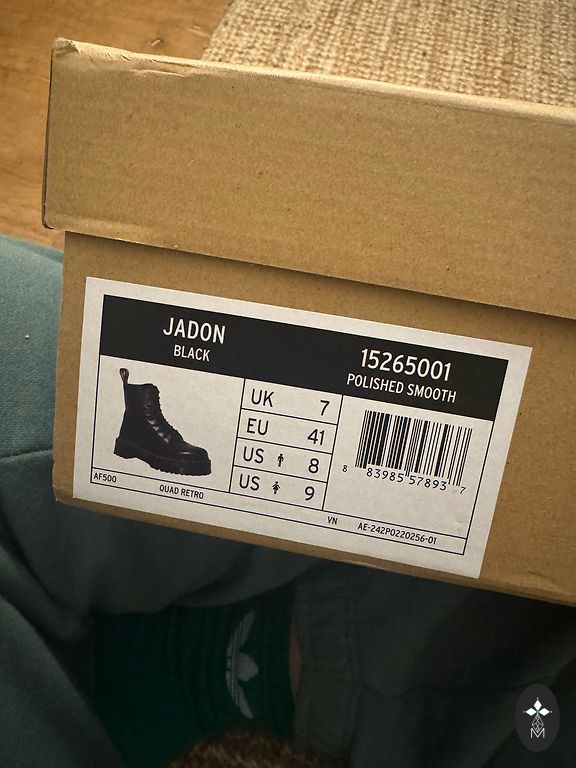 JADON
BLACK
15265001
POLISHED SMOOTH
UK 7
EU 41
US 8
US 9
8 83985 57893 7
AF500
QUAD RETRO
VN AE-242P0220256-01
M